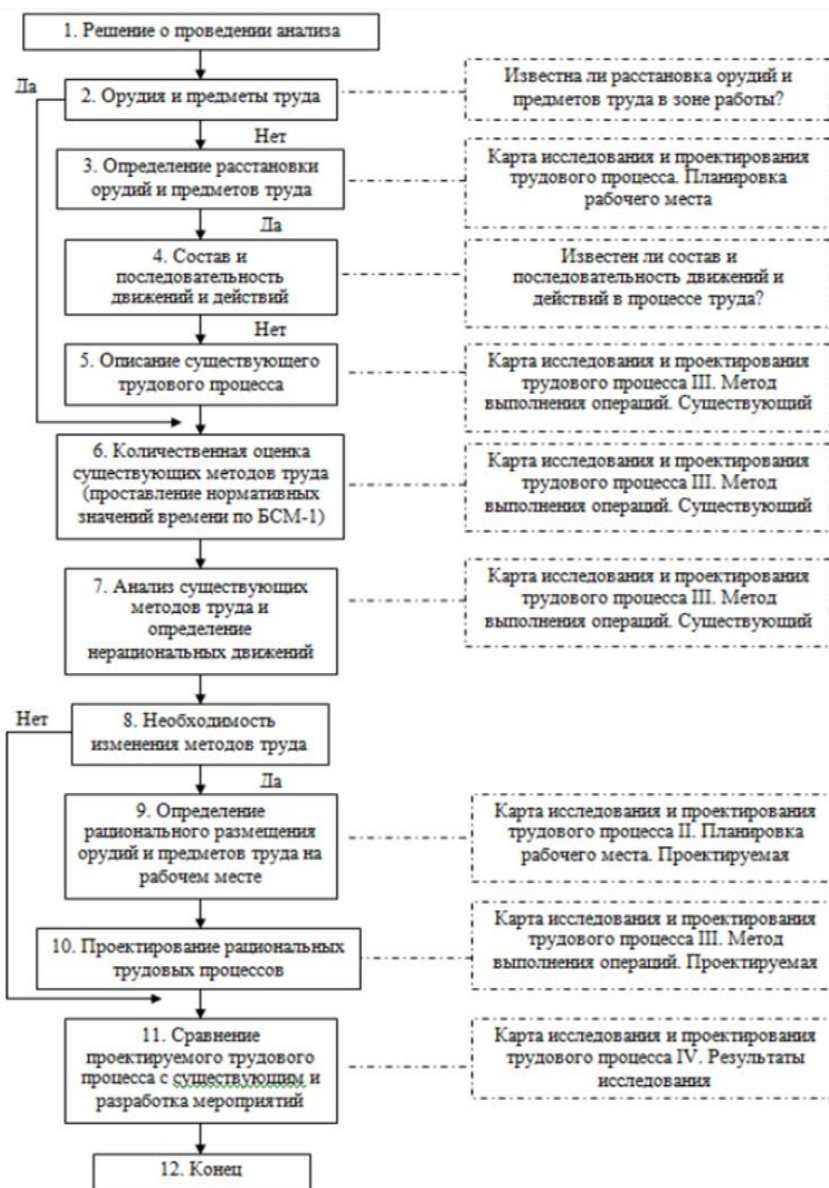 1. Решение о проведении анализа
Да
2. Орудия и предметы труда
Известна ли расстановка орудий и
предметов труда в зоне работы?
Нет
3. Определение расстановки
орудий и предметов труда
Карта исследования и проектирования
трудового процесса. Планировка
рабочего места
Да
4. Состав и
последовательность
движений и действий
Известен ли состав и
последовательность движений и
действий в процессе труда?
Нет
5. Описание существующего
трудового процесса
Карта исследования и проектирования
трудового процесса III. Метод
выполнения операций. Существующий
6. Количественная оценка
существующих методов труда
(проставление нормативных
значений времени по БСМ-1)
Карта исследования и проектирования
трудового процесса III. Метод
выполнения операций. Существующий
7. Анализ существующих
методов труда и
определение
нерациональных движений
Карта исследования и проектирования
трудового процесса III. Метод
выполнения операций. Существующий
Нет
8. Необходимость
изменения методов труда
Да
9. Определение
рационального размещения
орудий и предметов труда на
рабочем месте
Карта исследования и проектирования
трудового процесса II. Планировка
рабочего места. Проектируемая
10. Проектирование рациональных
трудовых процессов
Карта исследования и проектирования
трудового процесса III. Метод
выполнения операций. Проектируемая
11. Сравнение
проектируемого трудового
процесса с существующим и
разработка мероприятий
Карта исследования и проектирования
трудового процесса IV. Результаты
исследования
12. Конец